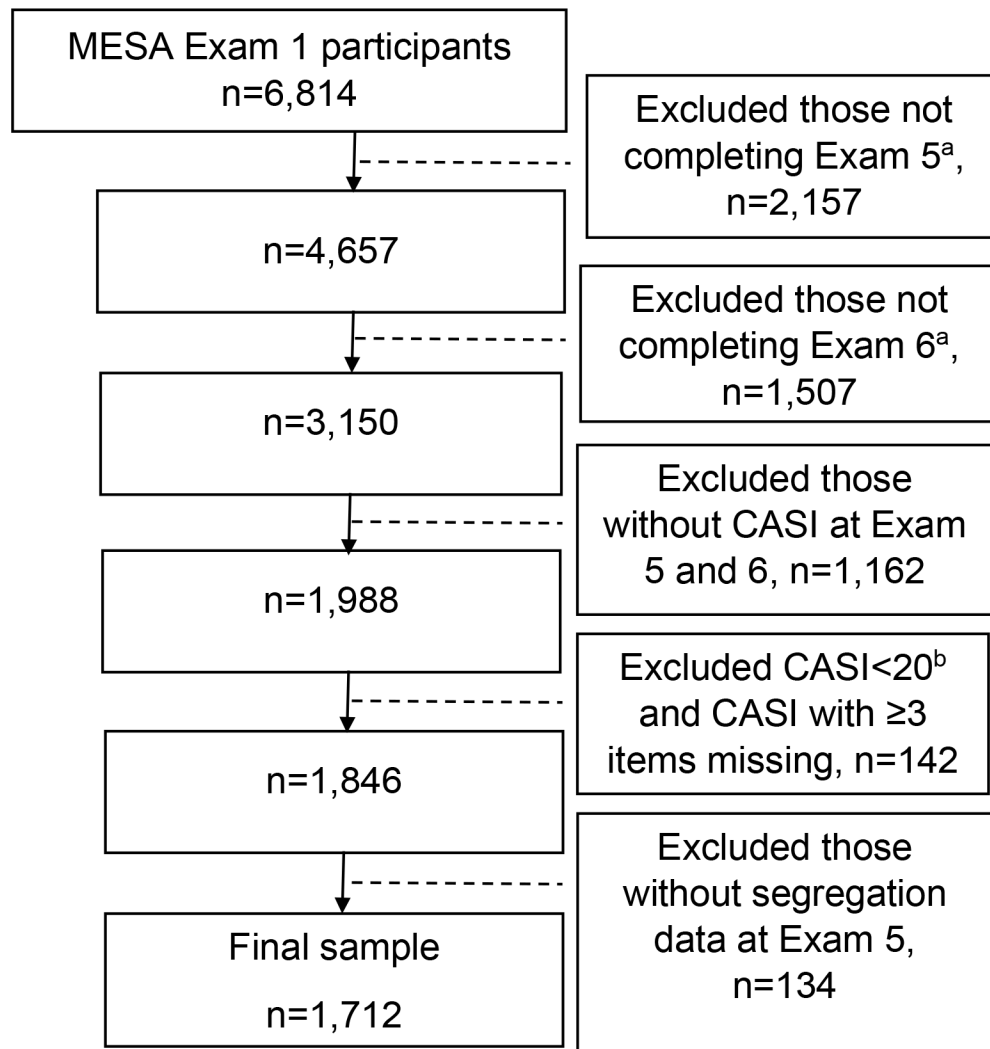 MESA Exam 1 participants
n=6,814
Excluded those not
completing Exam 5ᵃ,
n=2,157
n=4,657
Excluded those not
completing Exam 6ᵃ,
n=1,507
n=3,150
Excluded those
without CASI at Exam
5 and 6, n=1,162
n=1,988
Excluded CASI<20ᵇ
and CASI with ≥3
items missing, n=142
n=1,846
Excluded those
without segregation
data at Exam 5,
n=134
Final sample
n=1,712